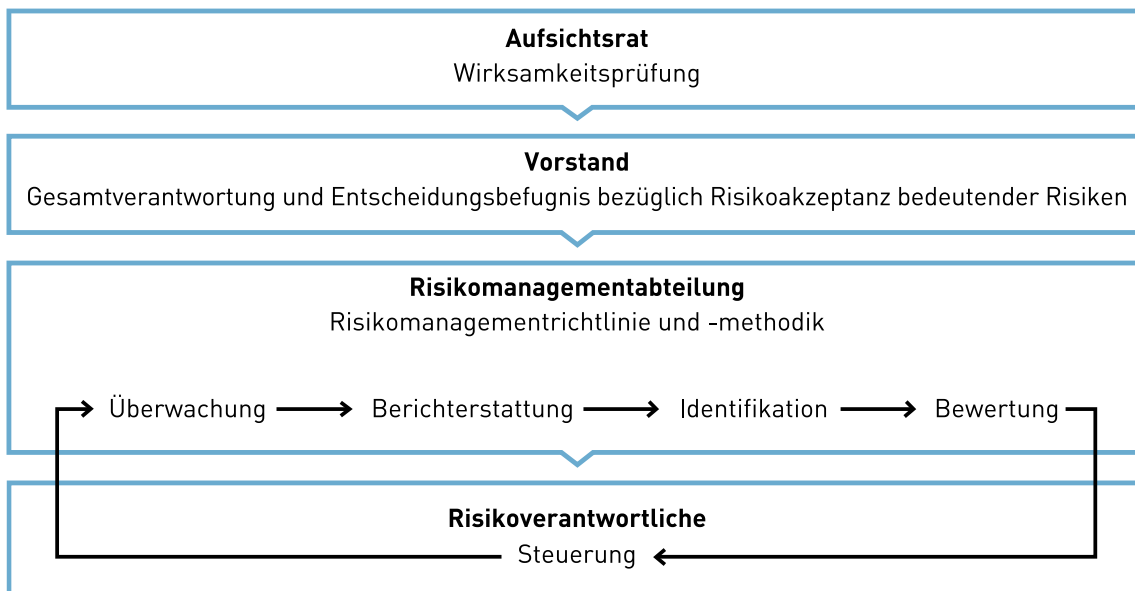 Aufsichtsrat
Wirksamkeitsprüfung
Vorstand
Gesamtverantwortung und Entscheidungsbefugnis bezüglich Risikoakzeptanz bedeutender Risiken
Risikomanagementabteilung
Risikomanagementrichtlinie und -methodik
Überwachung Berichterstattung Identifikation Bewertung
Risikoverantwortliche
Steuerung